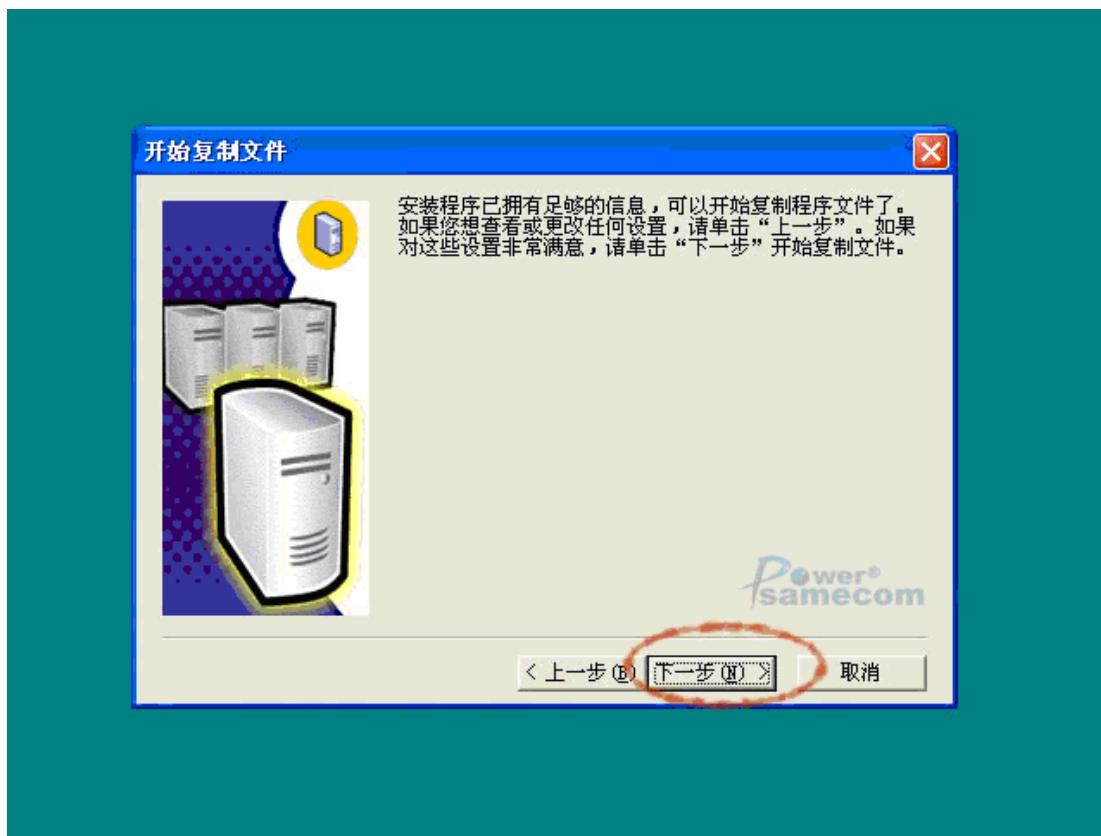 开始复制文件
安装程序已拥有足够的信息，可以开始复制程序文件了。
如果您想查看或更改任何设置，请单击“上一步”。如果
对这些设置非常满意，请单击“下一步”开始复制文件。
Power®
samecom
< 上一步(B) 下一步(N) > 取消